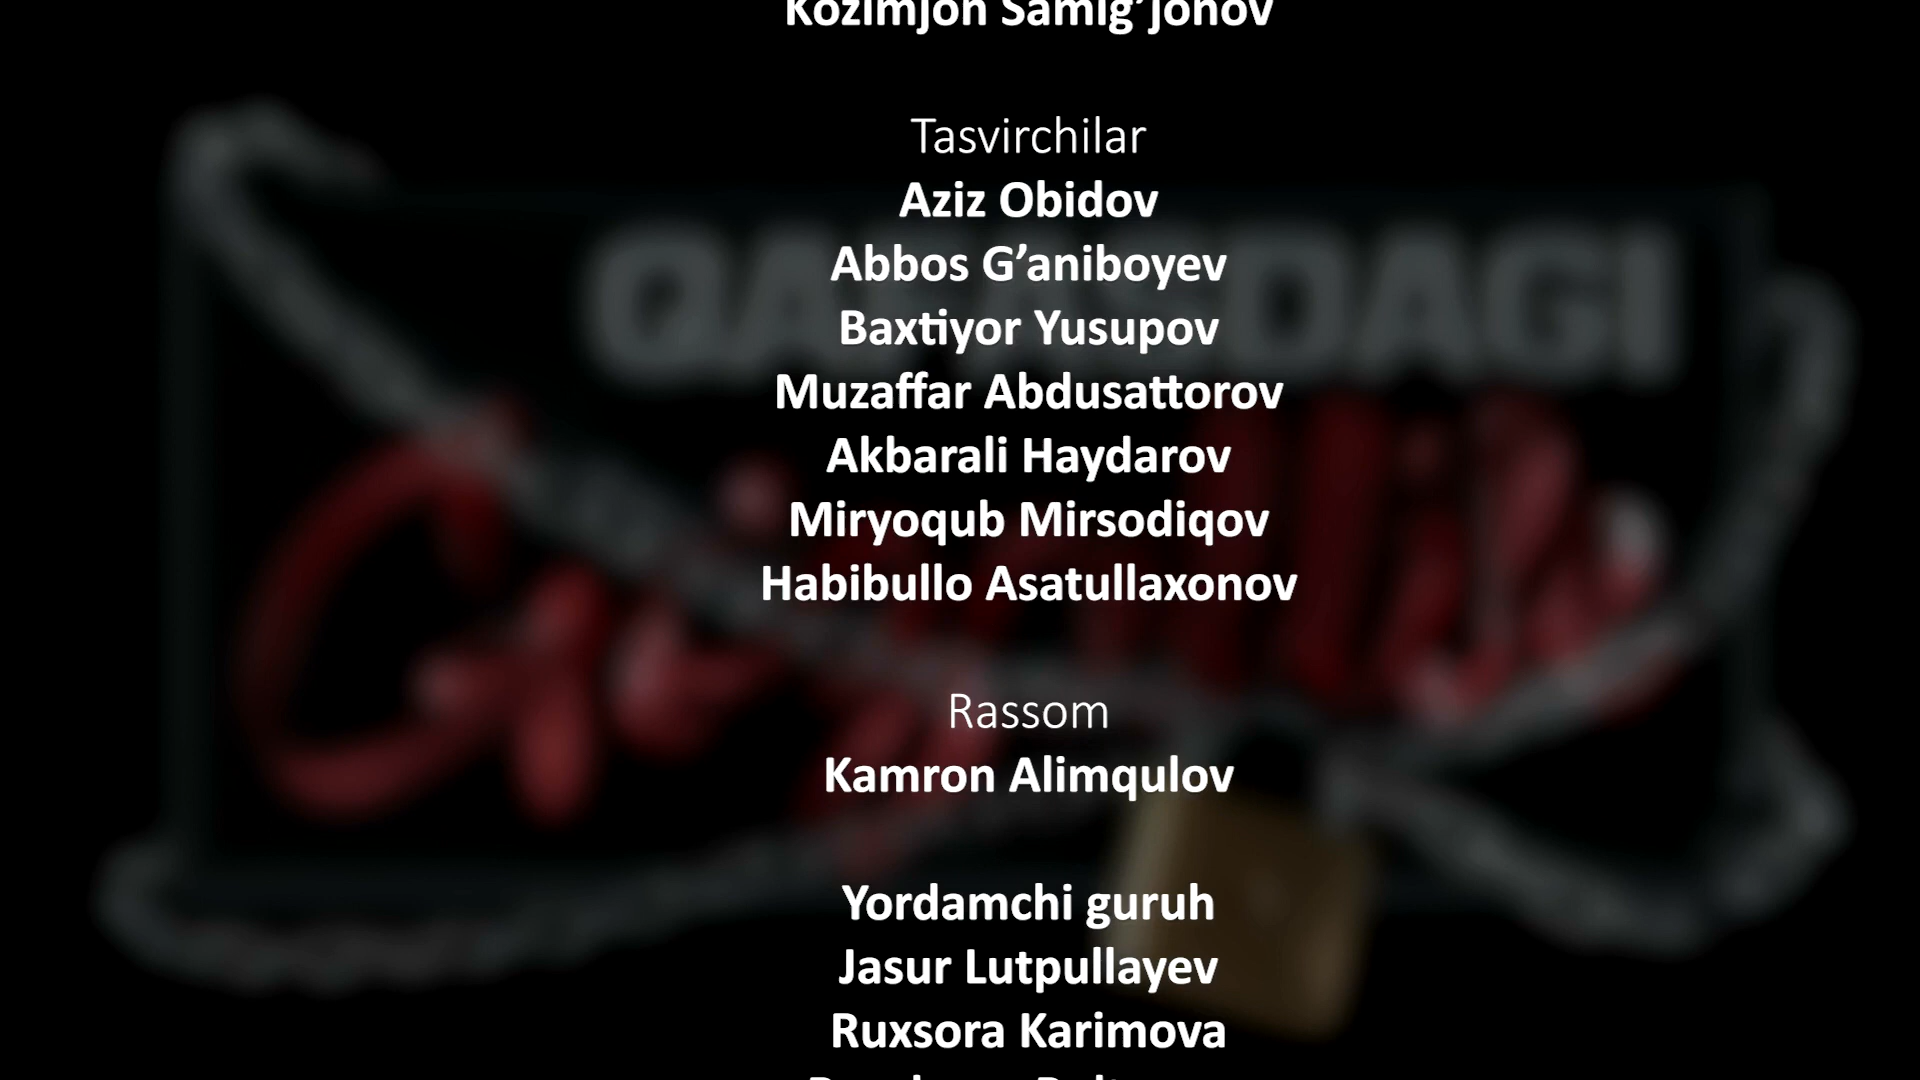 Kozimjon Samig’jonov
Tasvirchilar
Aziz Obidov
Abbos G’aniboyev
Baxtiyor Yusupov
Muzaffar Abdusattorov
Akbarali Haydarov
Miryoqub Mirsodiqov
Habibullo Asatullaxonov
Rassom
Kamron Alimqulov
Yordamchi guruh
Jasur Lutpullayev
Ruxsora Karimova
QAFASDAGI